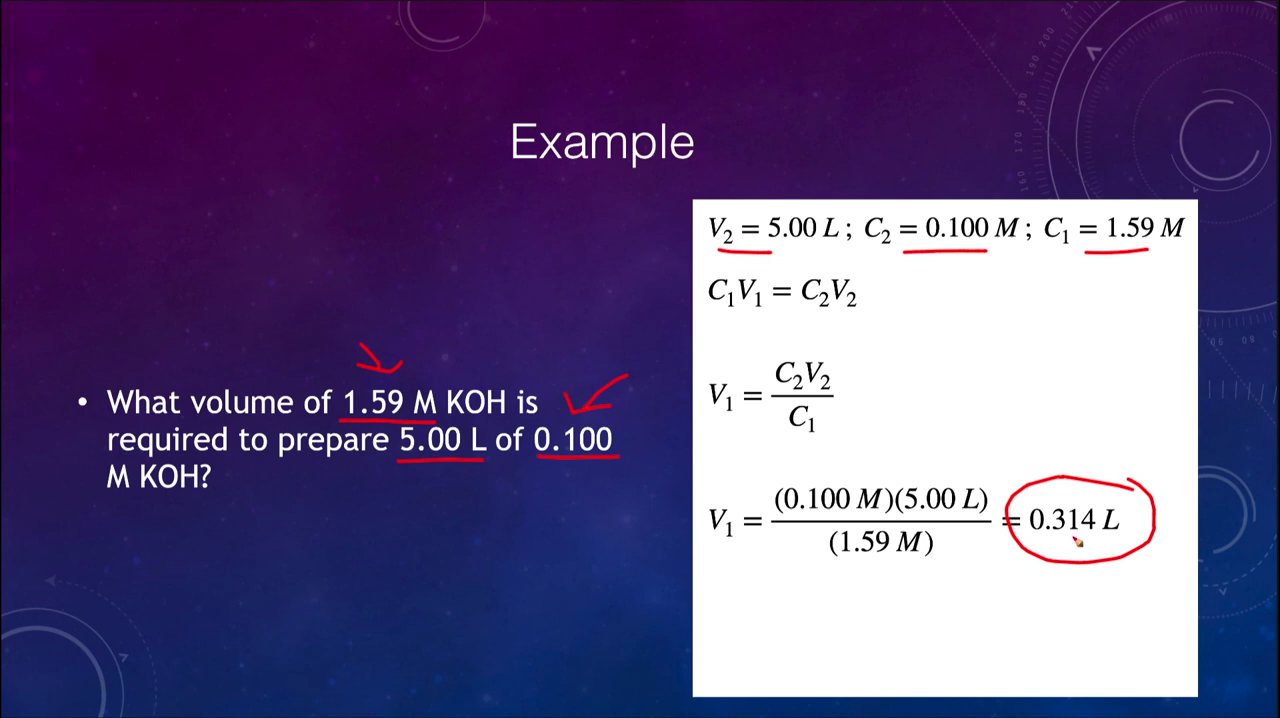 Example
• What volume of 1.59 M KOH is
required to prepare 5.00 L of 0.100
M KOH?
V₂ = 5.00 L ; C₂ = 0.100 M ; C₁ = 1.59 M
C₁V₁ = C₂V₂
V₁ = C₂V₂ / C₁
V₁ = (0.100 M)(5.00 L) / (1.59 M) = 0.314 L